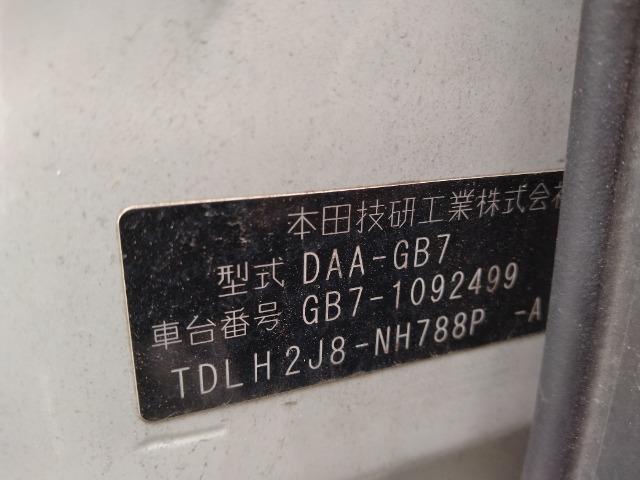 本田技研工業株式会
型式 DAA-GB7
車台番号 GB7-1092499
TDLH2J8-NH788P -A